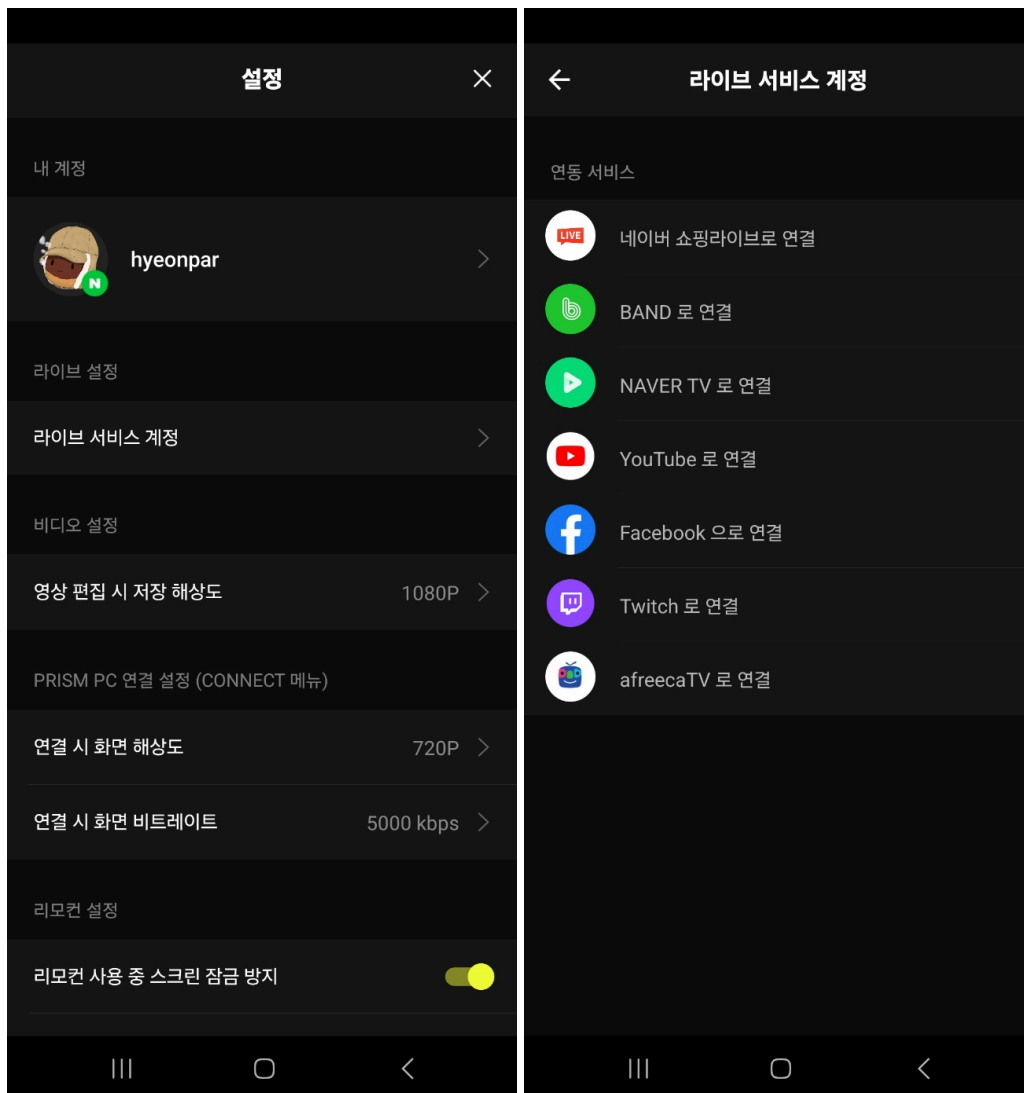 설정
내 계정
N
hyeonpar
라이브 설정
라이브 서비스 계정
비디오 설정
영상 편집 시 저장 해상도 1080P
PRISM PC 연결 설정 (CONNECT 메뉴)
연결 시 화면 해상도 720P
연결 시 화면 비트레이트 5000 kbps
리모컨 설정
리모컨 사용 중 스크린 잠금 방지
라이브 서비스 계정
연동 서비스
LIVE 네이버 쇼핑라이브로 연결
BAND 로 연결
NAVER TV 로 연결
YouTube 로 연결
Facebook 으로 연결
Twitch 로 연결
afreecaTV 로 연결